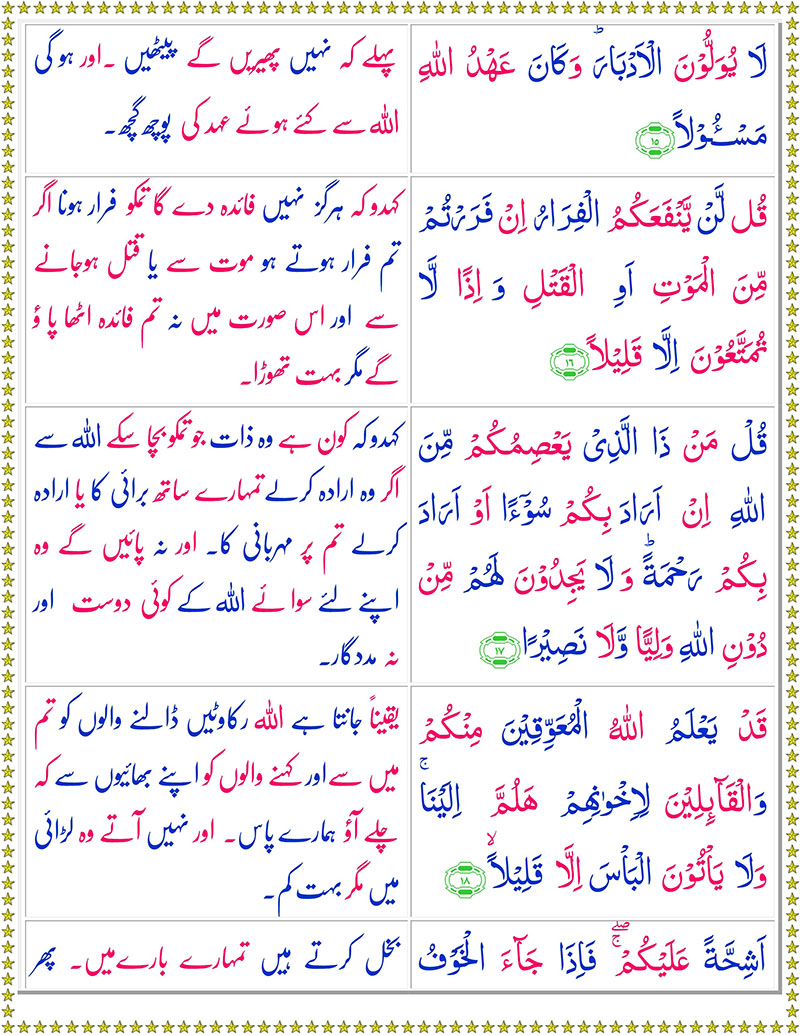 لَا يُوَلُّوْنَ الْاَدْبَارَ ؕ وَكَانَ عَهْدُ اللّٰهِ
مَسْـُٔوْلاً ۝۱۵
پہلے کہ نہیں پھیریں گے پیٹھیں ۔اور ہوگی
اللہ سے کئے ہوئے عہد کی پوچھ گچھ۔
قُل لَّنْ يَّنْفَعَكُمُ الْفِرَارُ اِنْ فَرَرْتُمْ
مِّنَ الْمَوْتِ اَوِ الْقَتْلِ وَ اِذًا لَّا
تُمَتَّعُوْنَ اِلَّا قَلِيْلاً ۝۱۶
کہدو کہ ہرگز نہیں فائدہ دے گا تمکو فرار ہونا اگر
تم فرار ہوتے ہو موت سے یا قتل ہوجانے
سے اور اس صورت میں نہ تم فائدہ اٹھا پا ؤ
گے مگر بہت تھوڑا۔
قُلْ مَنْ ذَا الَّذِىْ يَعْصِمُكُمْ مِّنَ
اللّٰهِ اِنْ اَرَادَ بِكُمْ سُوْٓءًا اَوْ اَرَادَ
بِكُمْ رَحْمَةً ؕ وَ لَا يَجِدُوْنَ لَهُمْ مِّنْ
دُوْنِ اللّٰهِ وَلِيًّا وَّلَا نَصِيْرًا ۝۱۷
کہدو کہ کون ہے وہ ذات جو تمکو بچا سکے اللہ سے
اگر وہ ارادہ کرلے تمہارے ساتھ برائی کا یا ارادہ
کرلے تم پر مہربانی کا۔ اور نہ پائیں گے وہ
اپنے لئے سوائے اللہ کے کوئی دوست اور
نہ مددگار۔
قَدْ يَعْلَمُ اللّٰهُ الْمُعَوِّقِيْنَ مِنْكُمْ
وَالْقَآٮِٕلِيْنَ لِاِخْوٰنِهِمْ هَلُمَّ اِلَيْنَا ۚ
وَلَا يَاْتُوْنَ الْبَاْسَ اِلَّا قَلِيْلاً ۙ ۝۱۸
یقیناً جانتا ہے اللہ رکاوٹیں ڈالنے والوں کو تم
میں سے اور کہنے والوں کو اپنے بھائیوں سے کہ
چلے آؤ ہمارے پاس۔ اور نہیں آتے وہ لڑائی
میں مگر بہت کم۔
اَشِحَّةً عَلَيْكُمْ ۖۚ فَاِذَا جَآءَ الْخَوْفُ
بخل کرتے ہیں تمہارے بارےمیں۔ پھر